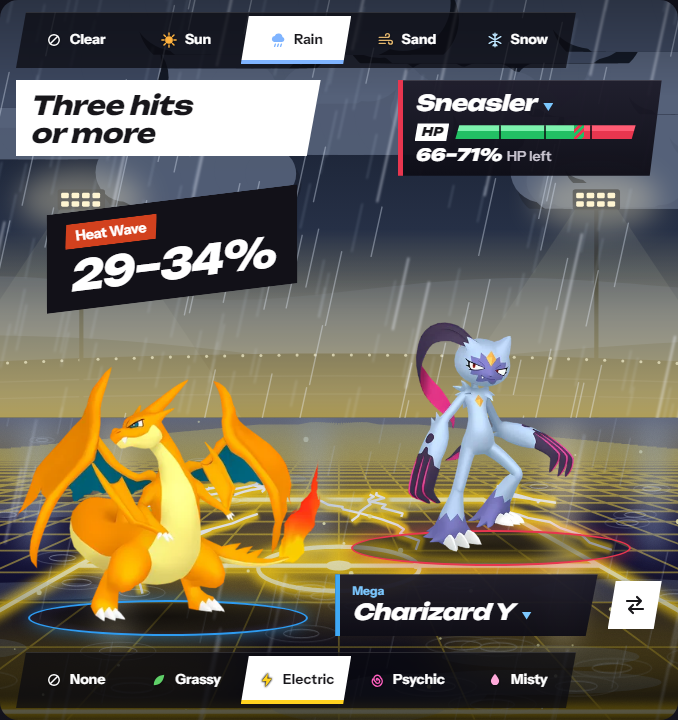 Clear
Sun
Rain
Sand
Snow
Three hits
or more
Sneasler
HP
66–71% HP left
Heat Wave
29–34%
Mega
Charizard Y
None
Grassy
Electric
Psychic
Misty